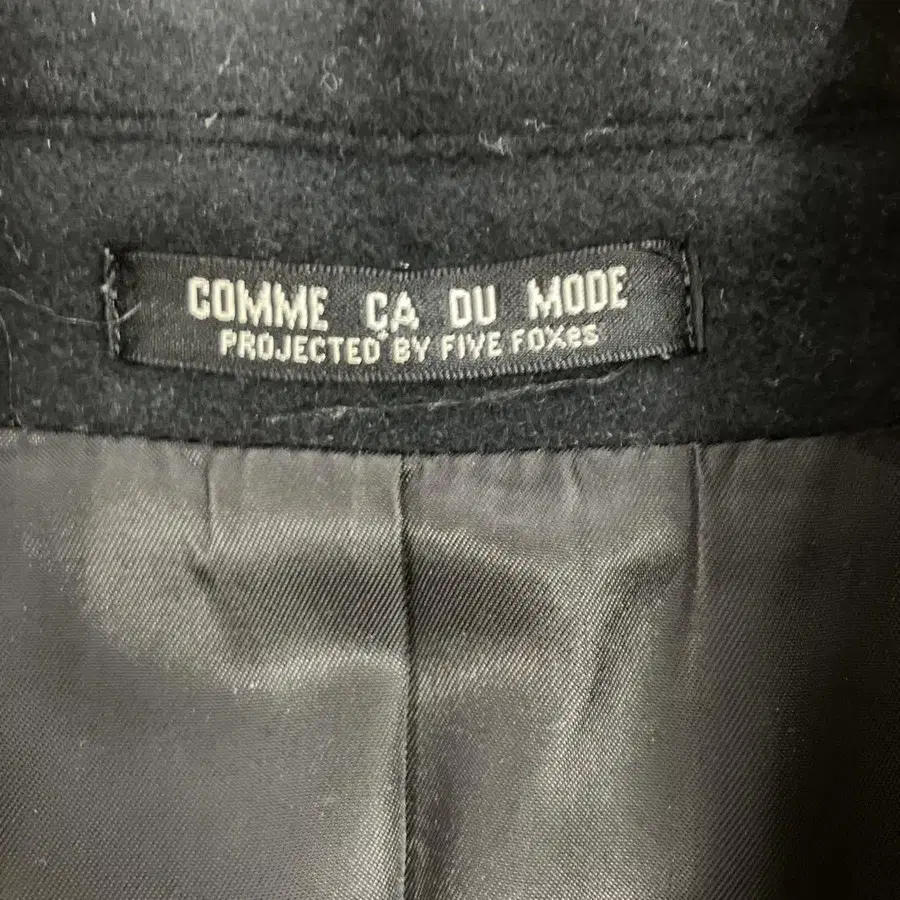 COMME ÇA DU MODE
PROJECTED BY FIVE FOXes